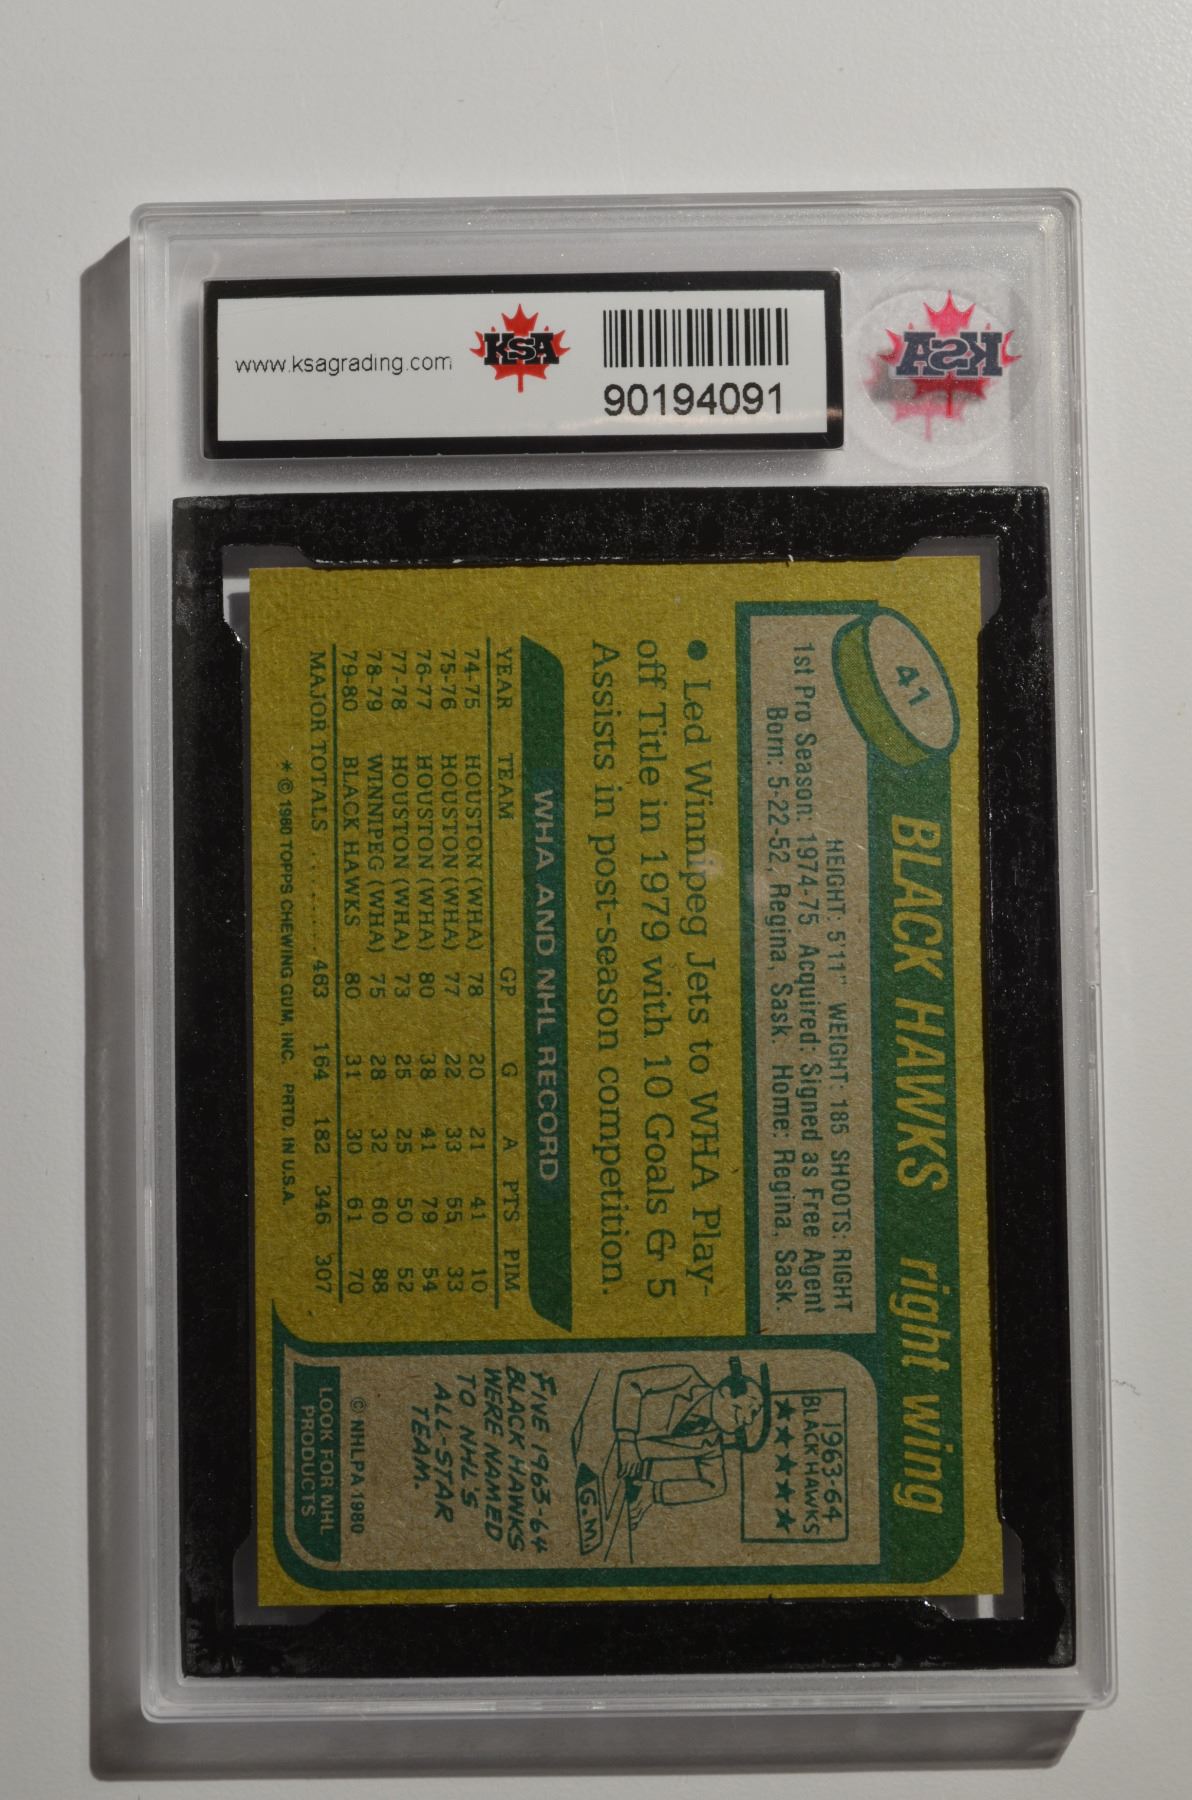 www.ksagrading.com
KSA
90194091
KSA
41
BLACK HAWKS right wing
HEIGHT: 5'11" WEIGHT: 185 SHOOTS: RIGHT
1st Pro Season: 1974-75 Acquired: Signed as Free Agent
Born: 5-22-52, Regina, Sask. Home: Regina, Sask.
• Led Winnipeg Jets to WHA Play-
off Title in 1979 with 10 Goals & 5
Assists in post-season competition.
WHA AND NHL RECORD
YEAR TEAM GP G A PTS PIM
74-75 HOUSTON (WHA) 78 20 21 41 10
75-76 HOUSTON (WHA) 77 22 33 55 33
76-77 HOUSTON (WHA) 80 38 41 79 54
77-78 HOUSTON (WHA) 73 25 25 50 52
78-79 WINNIPEG (WHA) 75 28 32 60 88
79-80 BLACK HAWKS 80 31 30 61 70
MAJOR TOTALS ........ 463 164 182 346 307
* © 1980 TOPPS CHEWING GUM, INC. PRTD. IN U.S.A.
1963-64
BLACK HAWKS
★★★★★
G.M.
FIVE 1963-64
BLACK HAWKS
WERE NAMED
TO NHL'S
ALL-STAR
TEAM.
© NHLPA 1980
LOOK FOR NHL
PRODUCTS